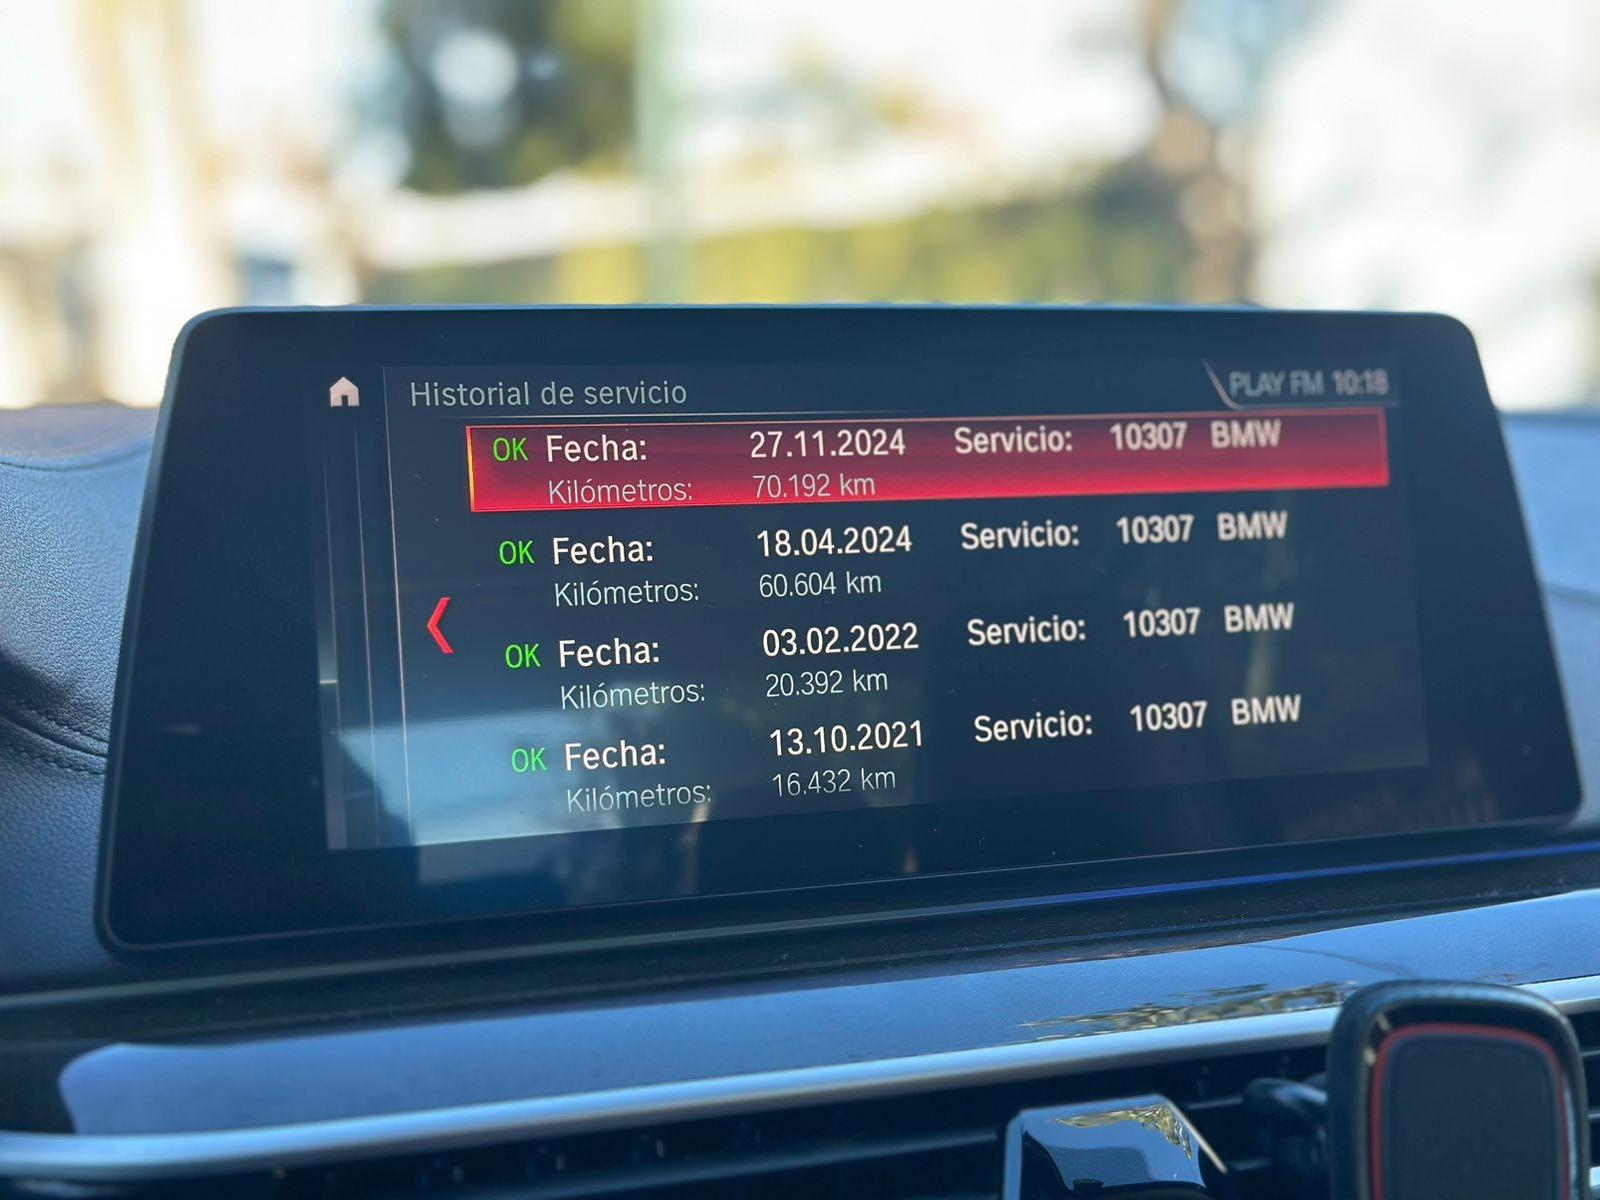 Historial de servicio PLAY FM 10:18
OK Fecha: 27.11.2024 Servicio: 10307 BMW
Kilómetros: 70.192 km
OK Fecha: 18.04.2024 Servicio: 10307 BMW
Kilómetros: 60.604 km
OK Fecha: 03.02.2022 Servicio: 10307 BMW
Kilómetros: 20.392 km
OK Fecha: 13.10.2021 Servicio: 10307 BMW
Kilómetros: 16.432 km